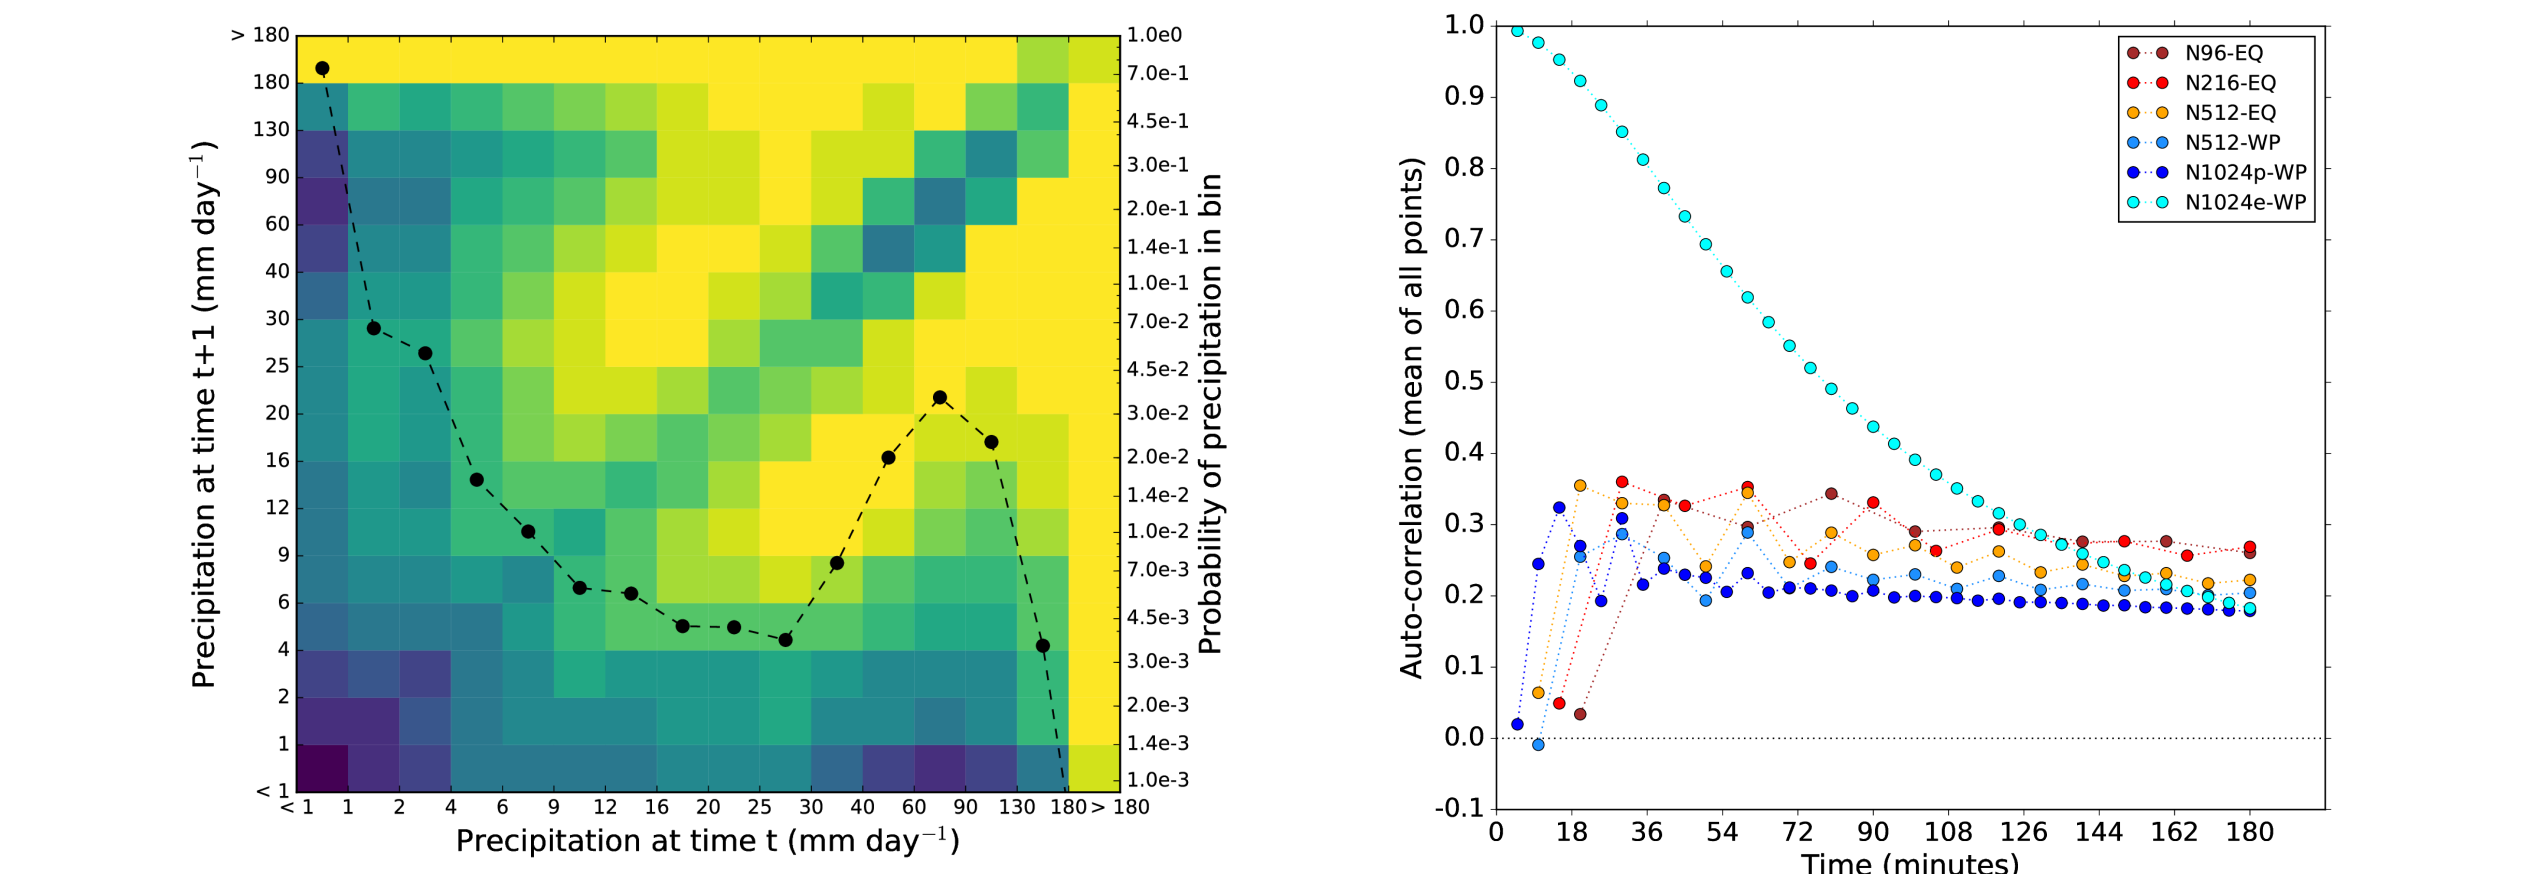 > 180
180
130
90
60
40
30
25
20
16
12
9
6
4
2
1
< 1
Precipitation at time t+1 (mm day⁻¹)
< 1 1 2 4 6 9 12 16 20 25 30 40 60 90 130 180 > 180
Precipitation at time t (mm day⁻¹)
1.0e0
7.0e-1
4.5e-1
3.0e-1
2.0e-1
1.4e-1
1.0e-1
7.0e-2
4.5e-2
3.0e-2
2.0e-2
1.4e-2
1.0e-2
7.0e-3
4.5e-3
3.0e-3
2.0e-3
1.4e-3
1.0e-3
Probability of precipitation in bin
Auto-correlation (mean of all points)
1.0
0.9
0.8
0.7
0.6
0.5
0.4
0.3
0.2
0.1
0.0
-0.1
N96-EQ
N216-EQ
N512-EQ
N512-WP
N1024p-WP
N1024e-WP
0 18 36 54 72 90 108 126 144 162 180
Time (minutes)